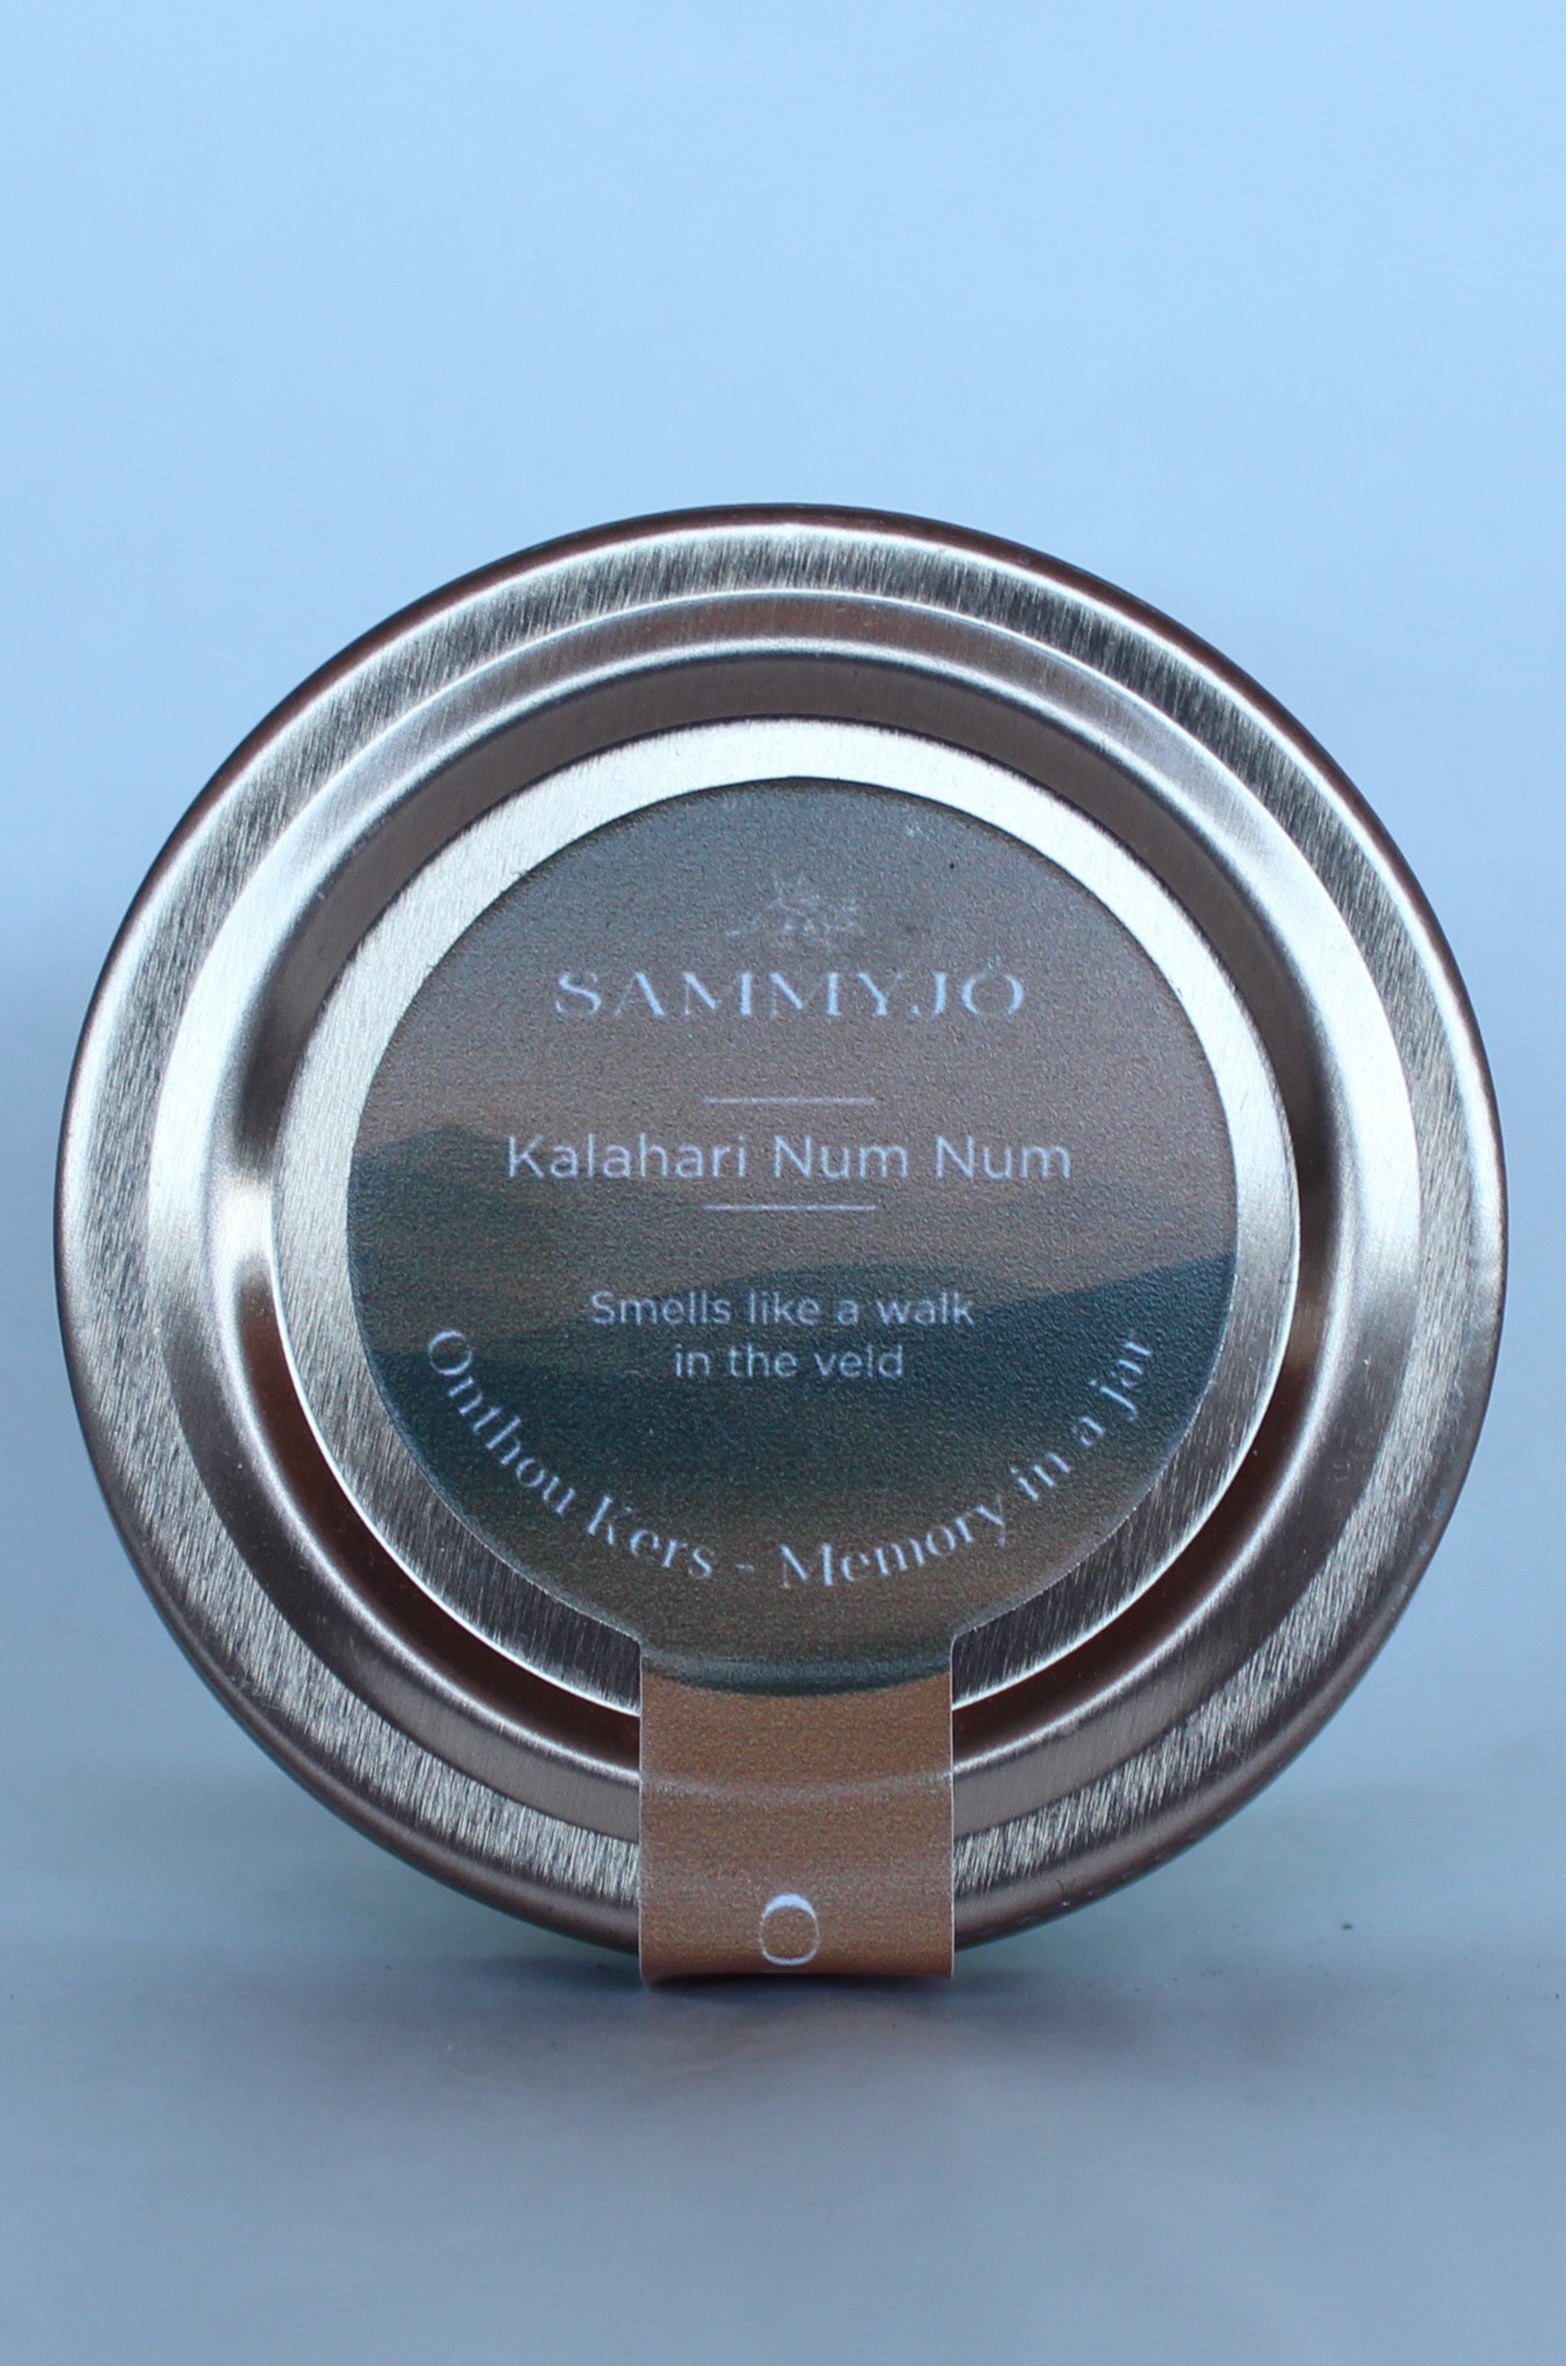 SAMMYJO
Kalahari Num Num
Smells like a walk
in the veld
Onthou Kers - Memory in a jar